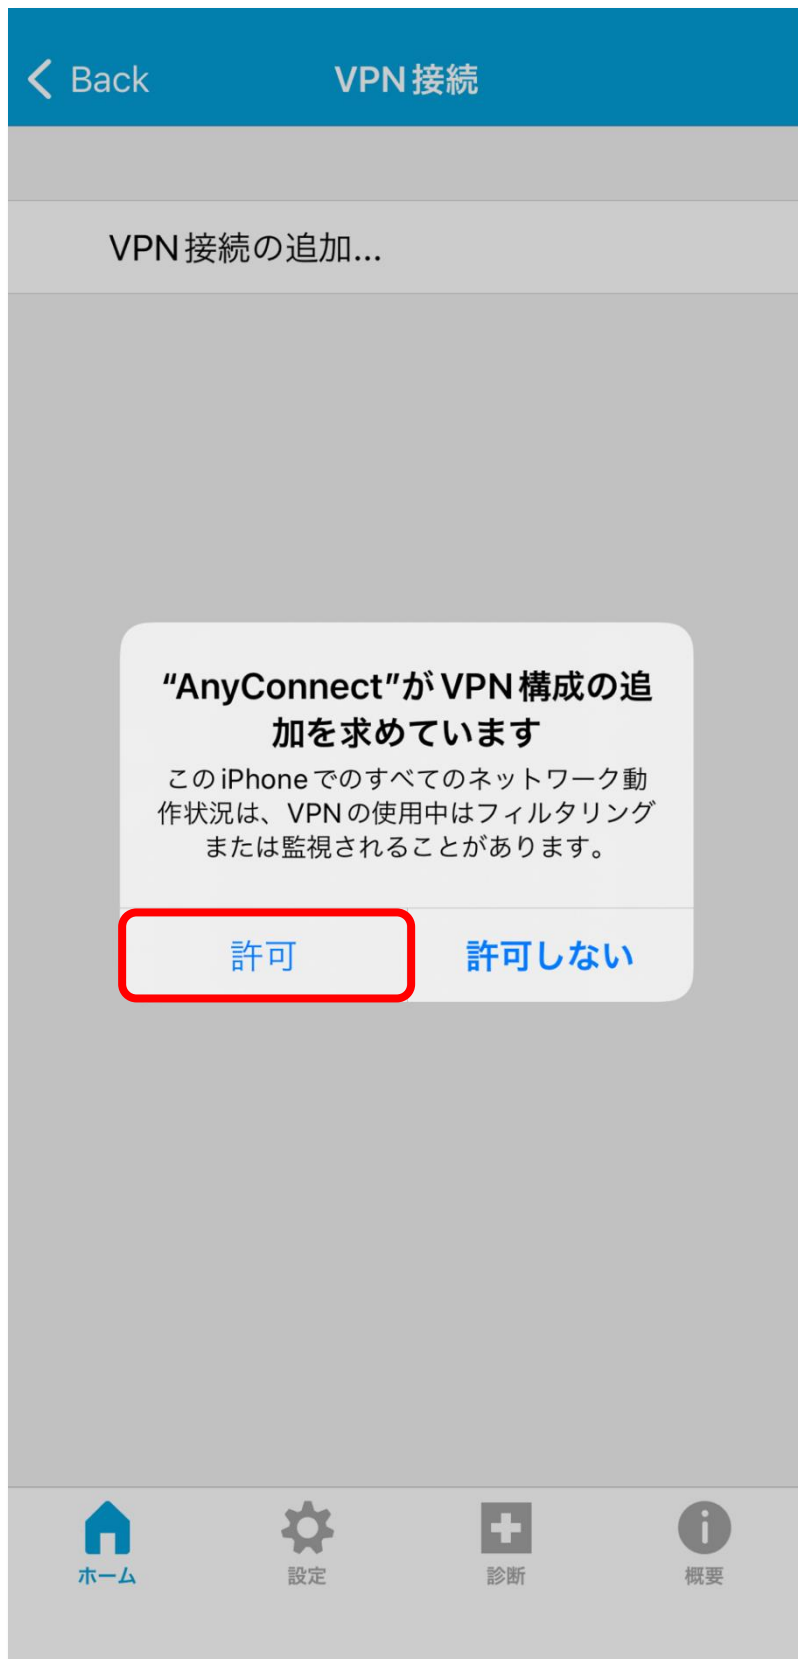 Back
VPN接続
VPN接続の追加...
“AnyConnect”がVPN構成の追
加を求めています
このiPhoneでのすべてのネットワーク動
作状況は、VPNの使用中はフィルタリング
または監視されることがあります。
許可
許可しない
ホーム
設定
診断
概要